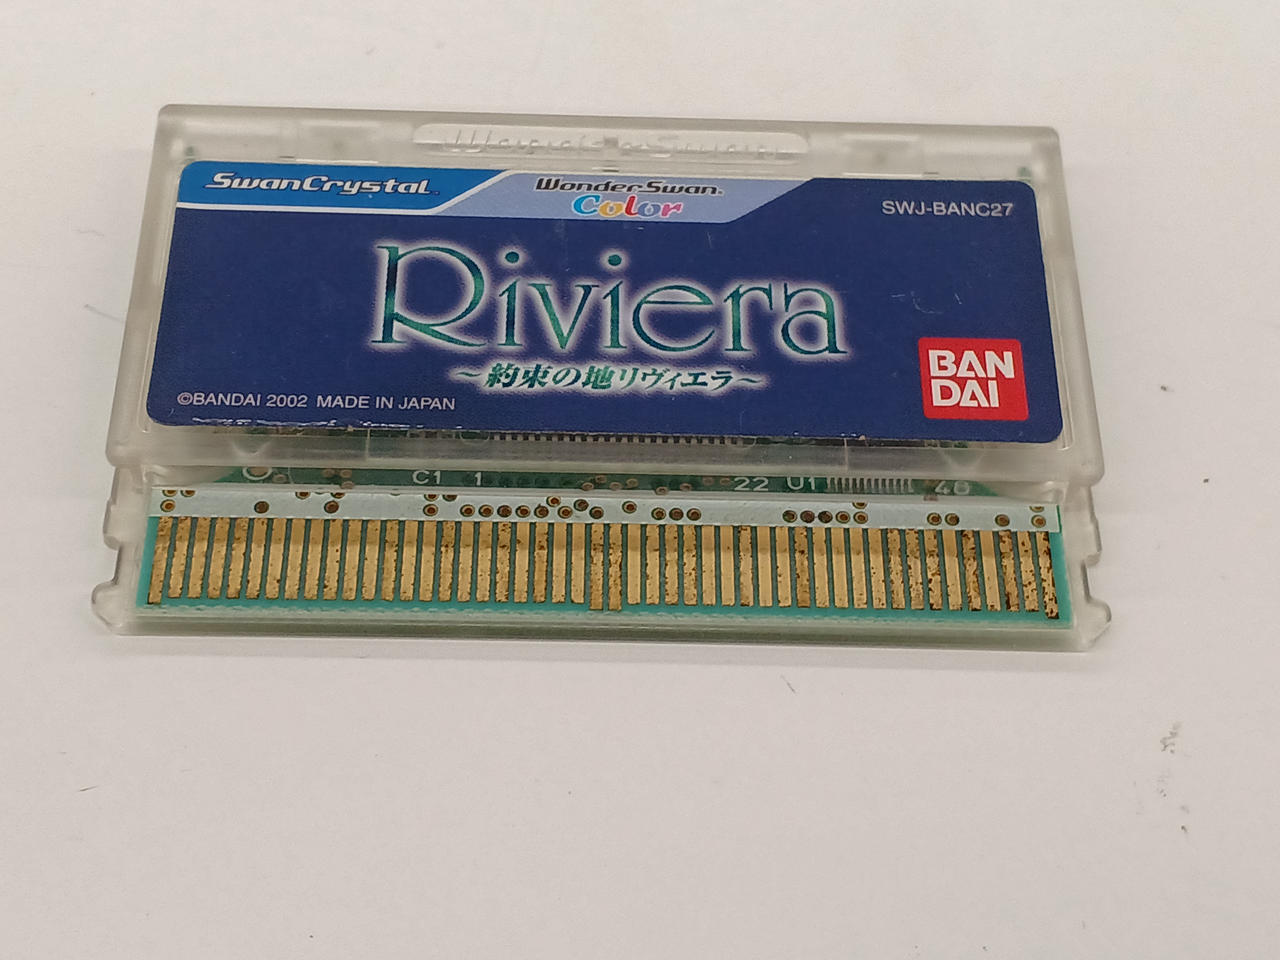 WonderSwan
SwanCrystal
WonderSwan
Color
SWJ-BANC27
Riviera
~約束の地リヴィエラ~
©BANDAI 2002 MADE IN JAPAN
BAN
DAI
C1 1 22 U1 48